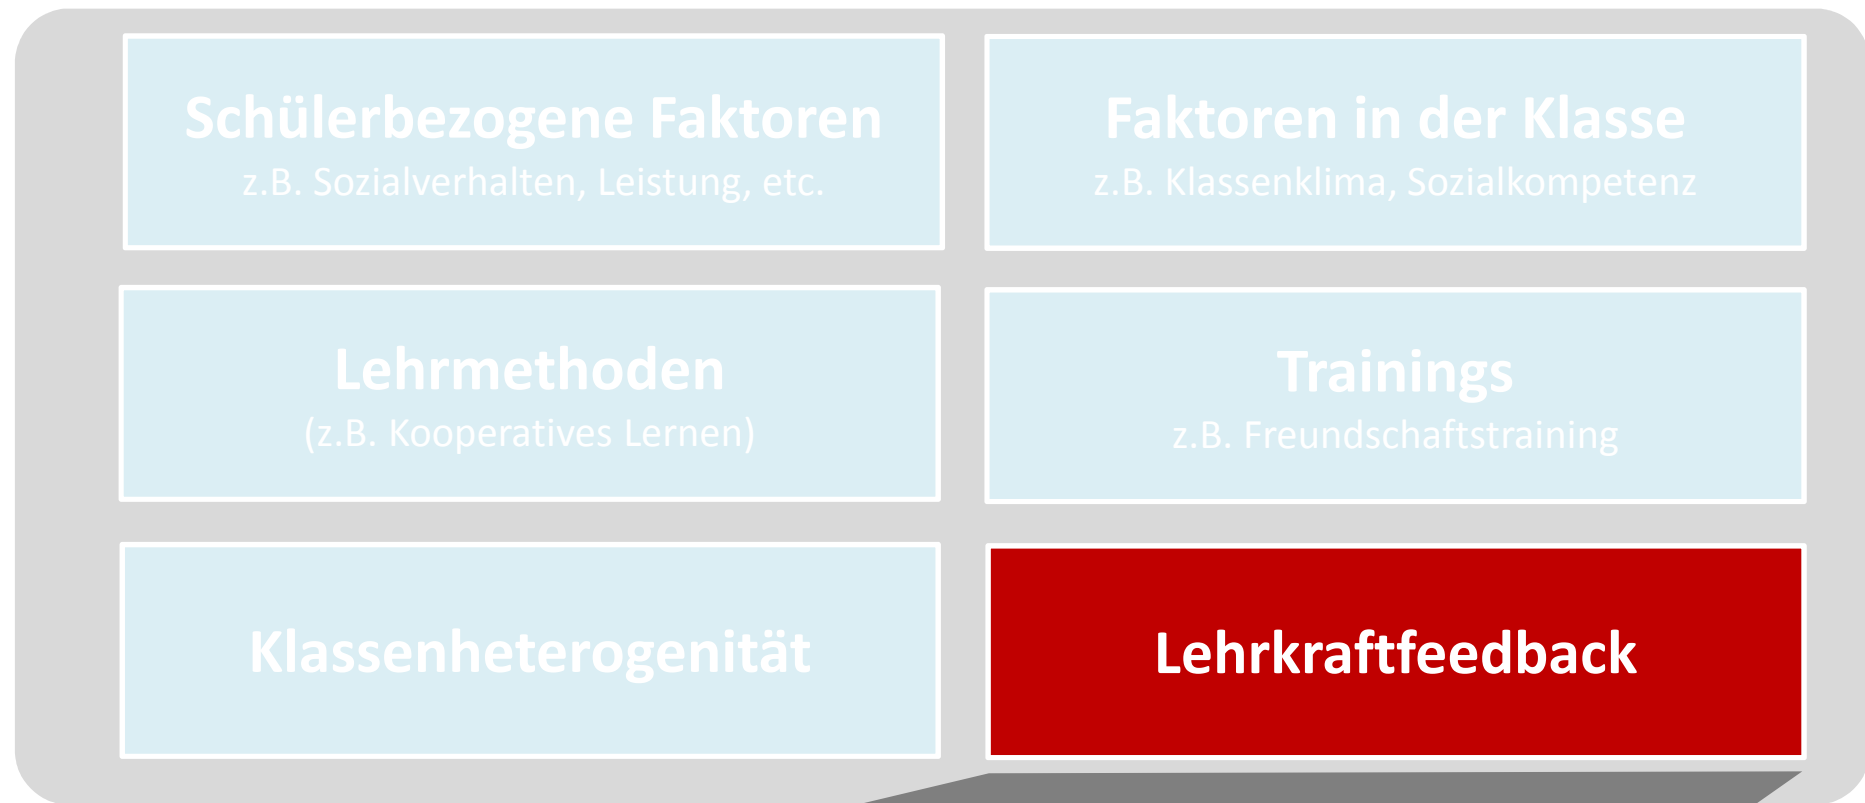 Schülerbezogene Faktoren
z.B. Sozialverhalten, Leistung, etc.
Faktoren in der Klasse
z.B. Klassenklima, Sozialkompetenz
Lehrmethoden
(z.B. Kooperatives Lernen)
Trainings
z.B. Freundschaftstraining
Klassenheterogenität
Lehrkraftfeedback